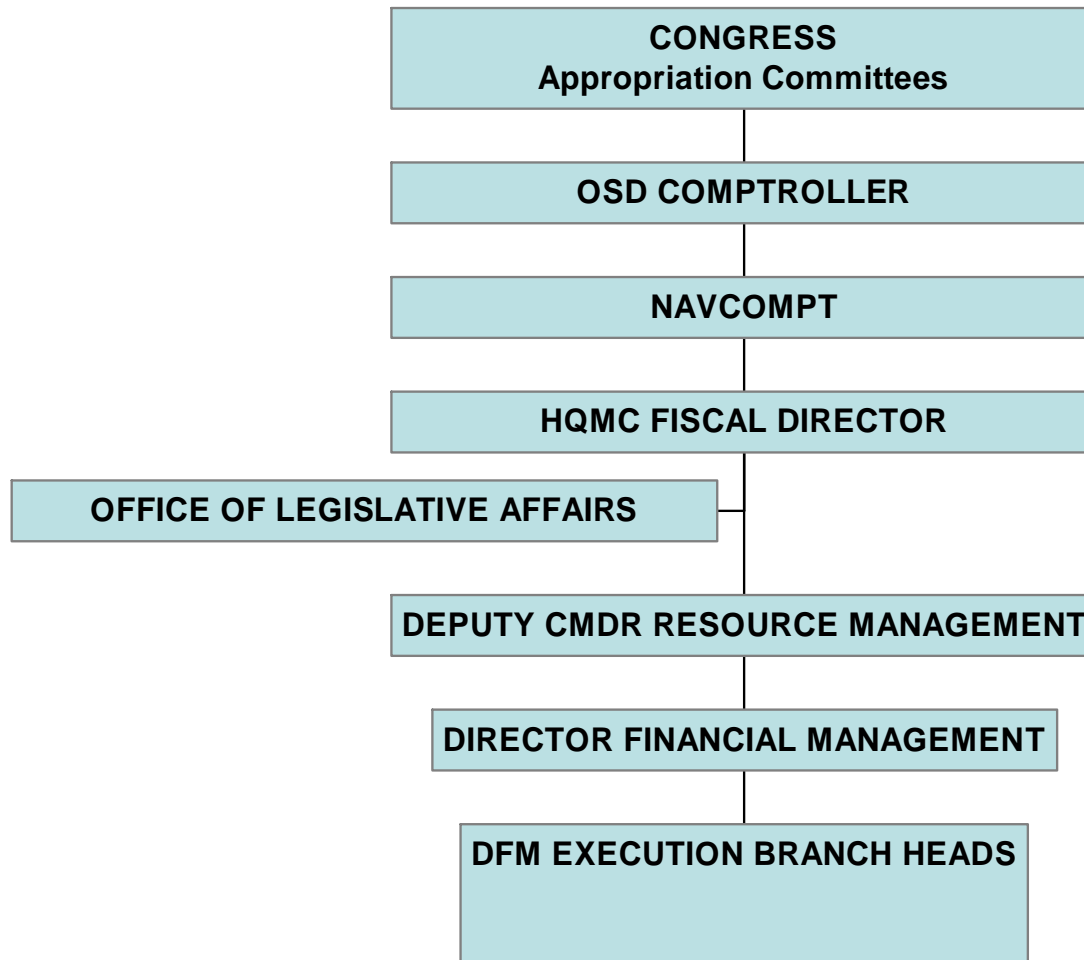 CONGRESS
Appropriation Committees
OSD COMPTROLLER
NAVCOMPT
HQMC FISCAL DIRECTOR
OFFICE OF LEGISLATIVE AFFAIRS
DEPUTY CMDR RESOURCE MANAGEMENT
DIRECTOR FINANCIAL MANAGEMENT
DFM EXECUTION BRANCH HEADS